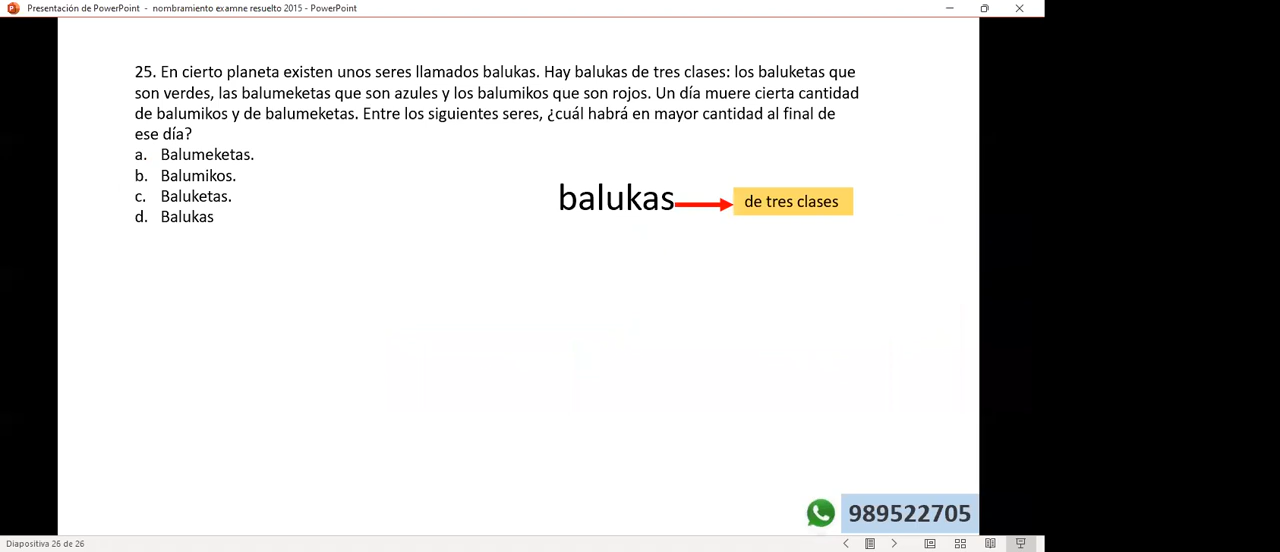 Presentación de PowerPoint - nombramiento examne resuelto 2015 - PowerPoint
25. En cierto planeta existen unos seres llamados balukas. Hay balukas de tres clases: los baluketas que
son verdes, las balumeketas que son azules y los balumikos que son rojos. Un día muere cierta cantidad
de balumikos y de balumeketas. Entre los siguientes seres, ¿cuál habrá en mayor cantidad al final de
ese día?
a. Balumeketas.
b. Balumikos.
c. Baluketas.
d. Balukas
balukas
de tres clases
989522705
Diapositiva 26 de 26